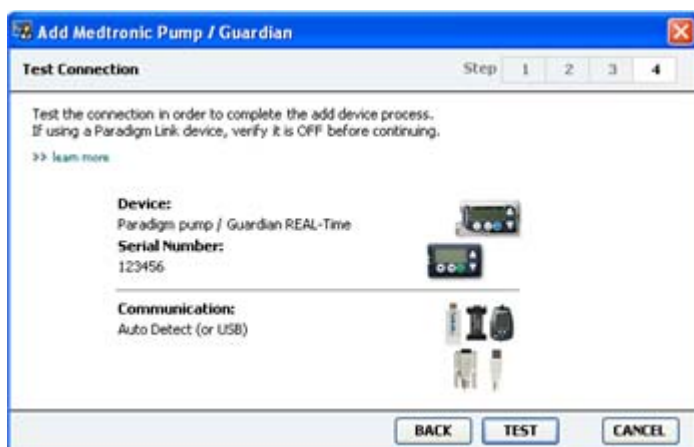 Add Medtronic Pump / Guardian
Test Connection
Step 1 2 3 4
Test the connection in order to complete the add device process.
If using a Paradigm Link device, verify it is OFF before continuing.
>> learn more
Device:
Paradigm pump / Guardian REAL-Time
Serial Number:
123456
Communication:
Auto Detect (or USB)
BACK TEST CANCEL